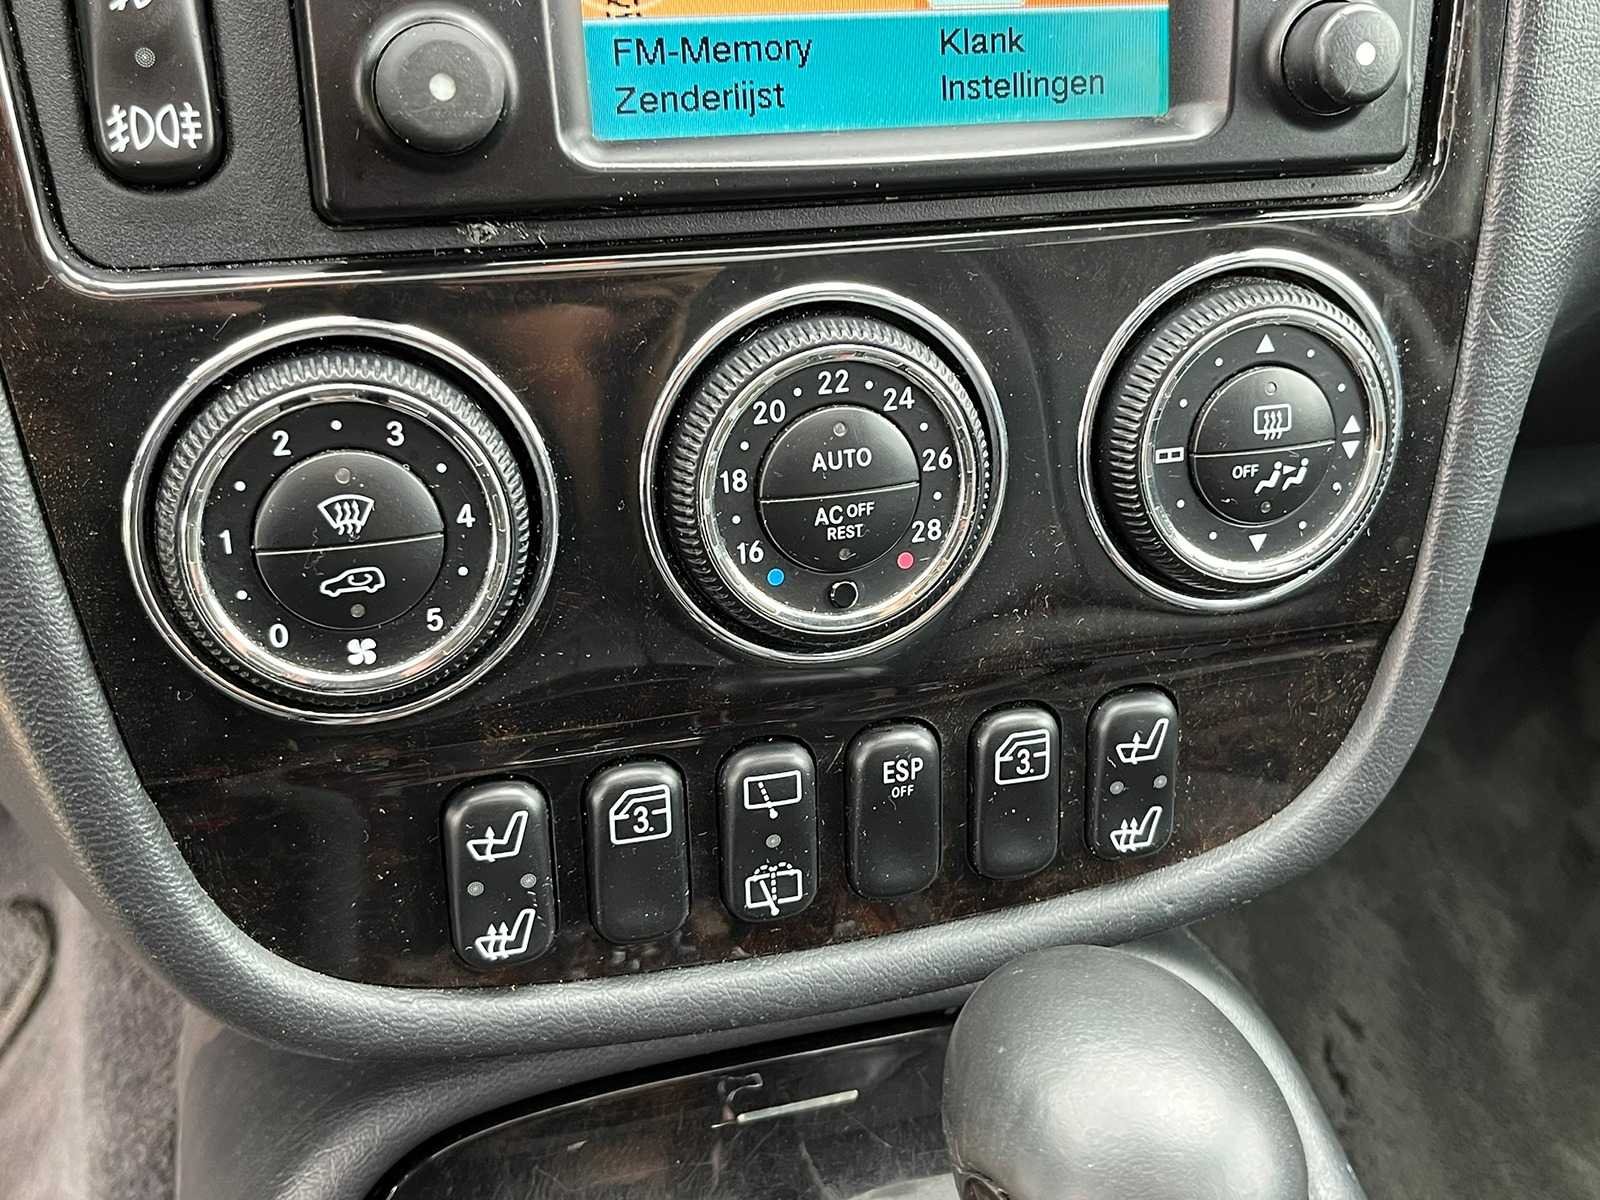 FM-Memory Klank
Zenderlijst Instellingen
0 1 2 3 4 5
16 18 20 22 24 26 28
AUTO
AC OFF
REST
OFF
3.
ESP
OFF
3.